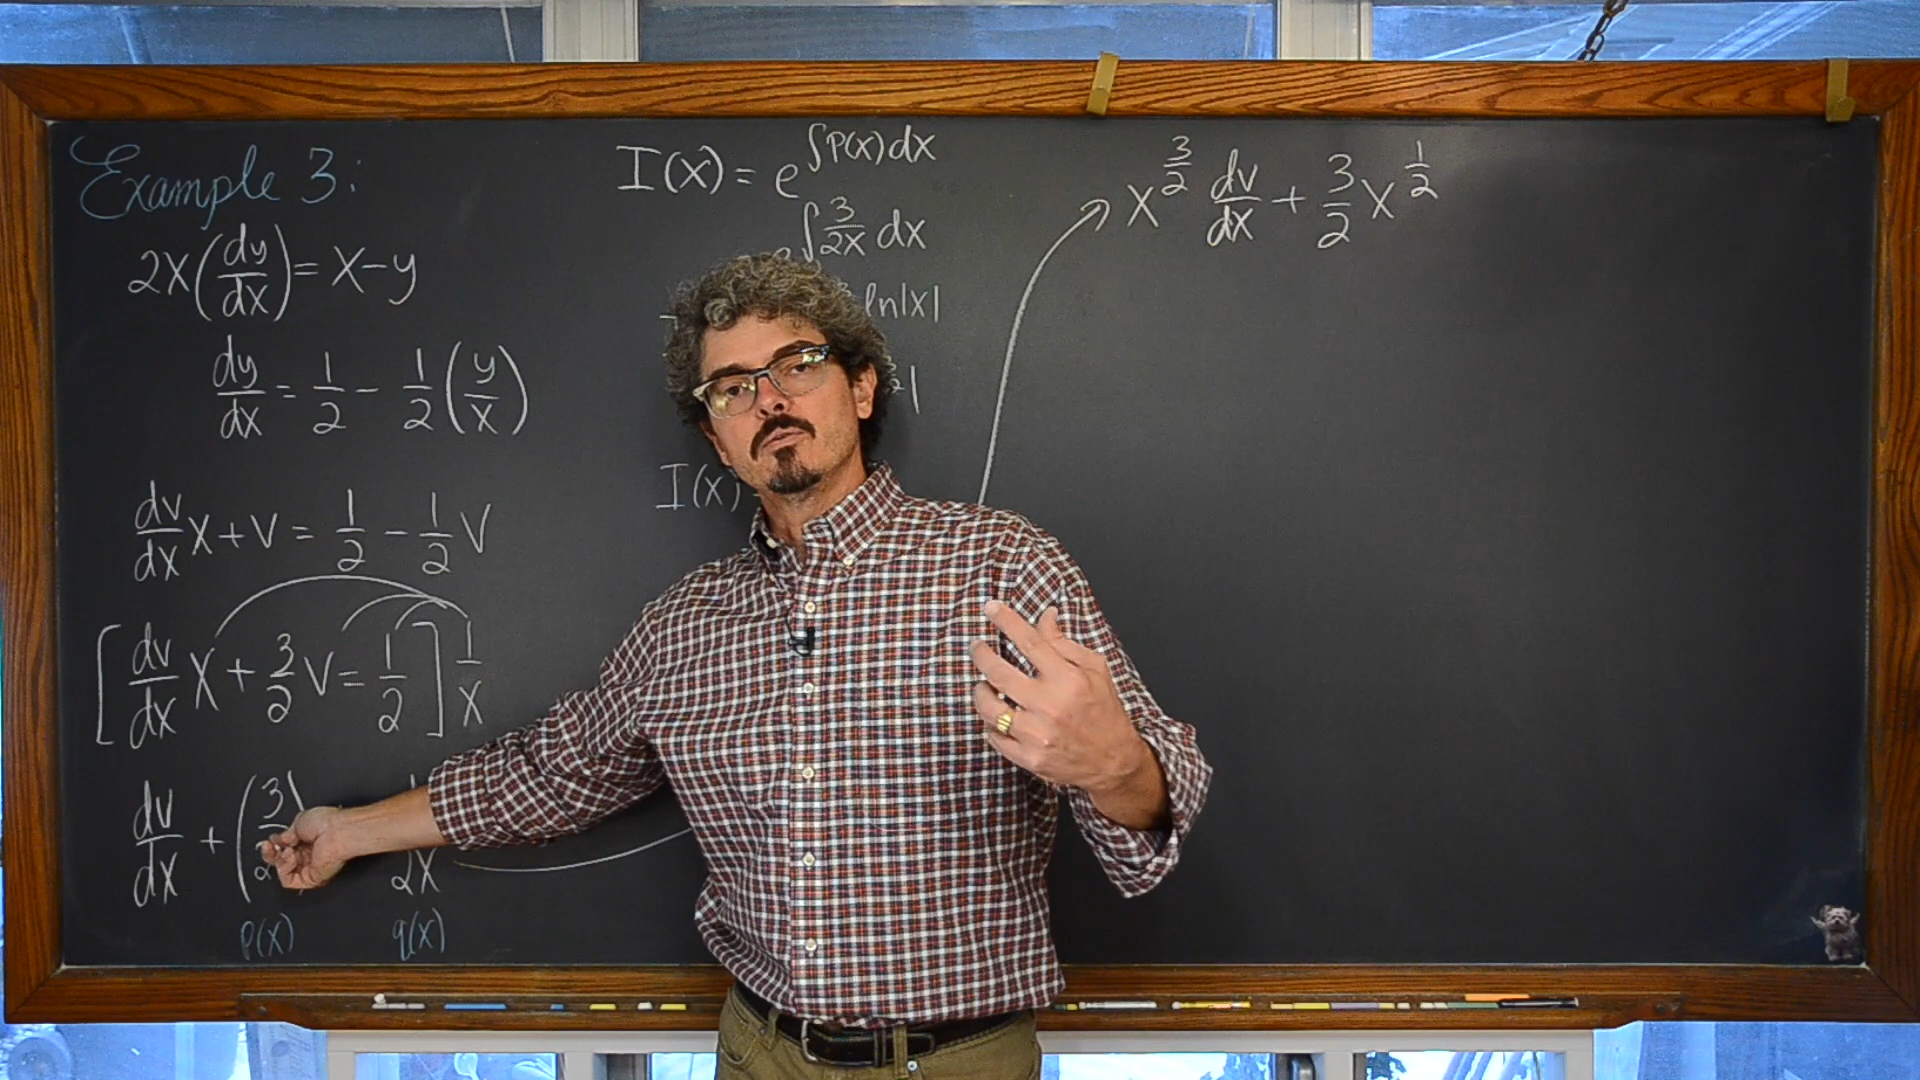 Example 3:
2x(dy/dx) = x-y
dy/dx = 1/2 - 1/2(y/x)
dv/dx x + v = 1/2 - 1/2 v
[dv/dx x + 3/2 v = 1/2] 1/x
dv/dx + (3/2
2x
p(x) q(x)
I(x) = e^∫p(x)dx
∫3/2x dx
ln|x|
I(x)
x^3/2 dv/dx + 3/2 x^1/2